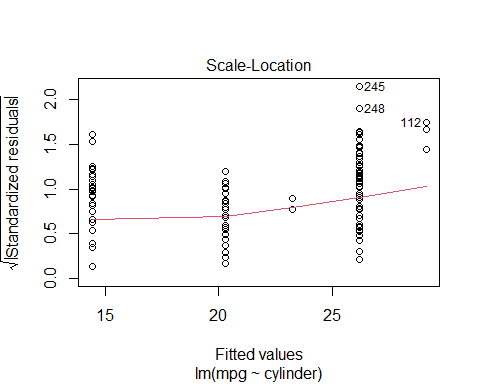 Scale-Location
√|Standardized residuals|
0.0 0.5 1.0 1.5 2.0
245
248
112
15 20 25
Fitted values
lm(mpg ~ cylinder)